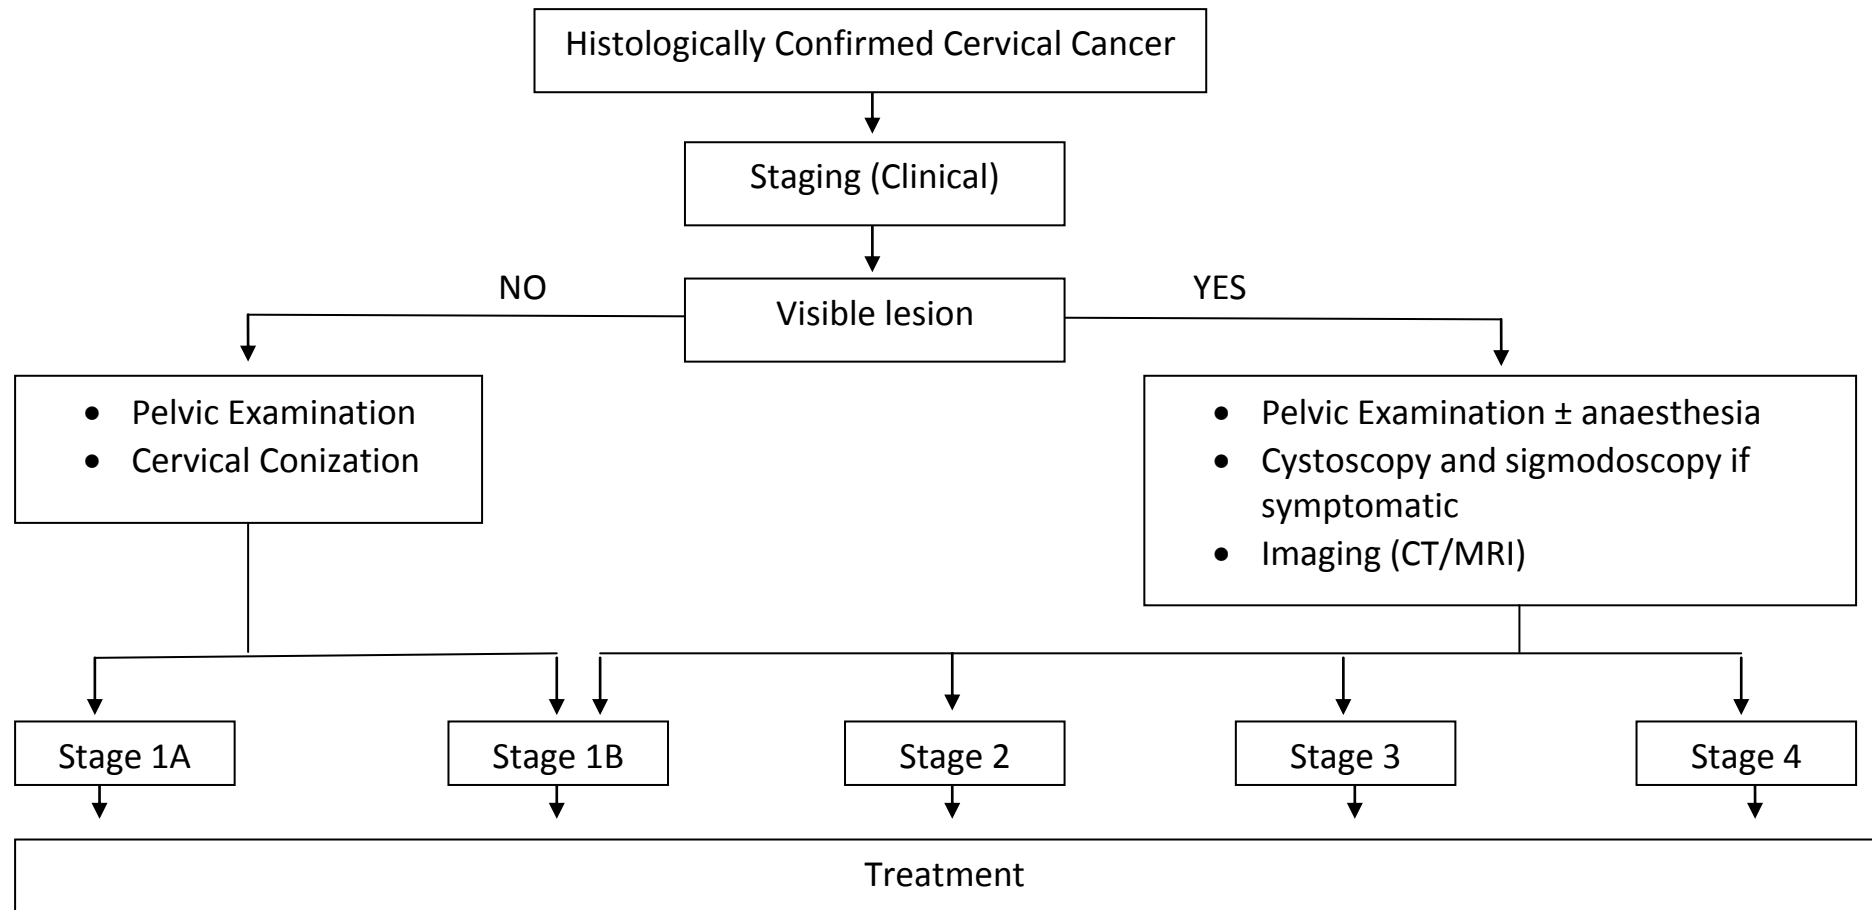 Histologically Confirmed Cervical Cancer
Staging (Clinical)
NO
YES
Visible lesion
• Pelvic Examination
• Cervical Conization
• Pelvic Examination ± anaesthesia
• Cystoscopy and sigmodoscopy if
symptomatic
• Imaging (CT/MRI)
Stage 1A
Stage 1B
Stage 2
Stage 3
Stage 4
Treatment